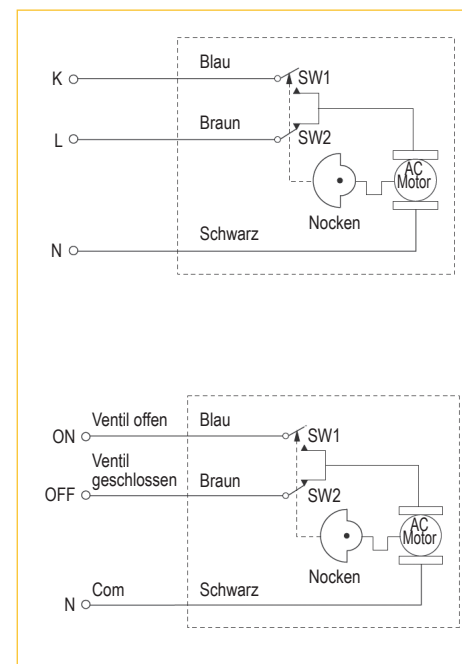 Blau
K
SW1
Braun
L
SW2
AC
Motor
Nocken
Schwarz
N
Ventil offen
Blau
ON
SW1
Ventil
geschlossen
Braun
OFF
SW2
AC
Motor
Nocken
Com
Schwarz
N